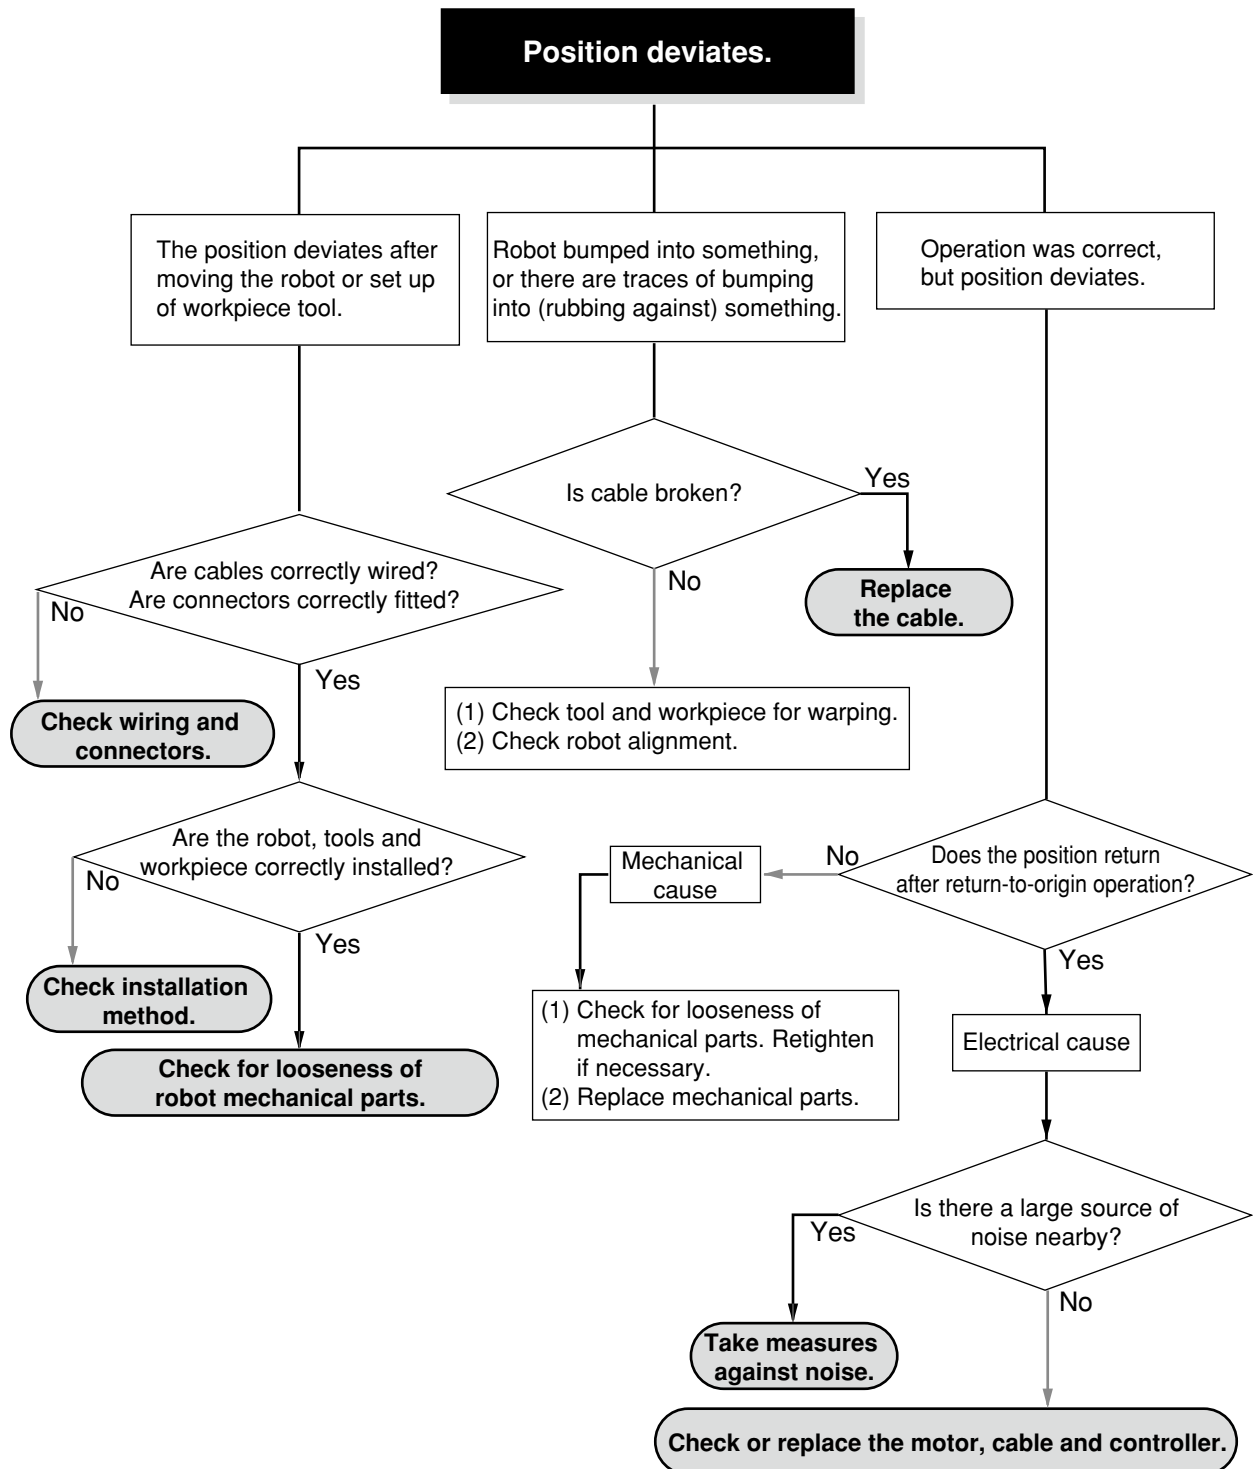 Position deviates.
The position deviates after
moving the robot or set up
of workpiece tool.
Robot bumped into something,
or there are traces of bumping
into (rubbing against) something.
Operation was correct,
but position deviates.
Is cable broken?
Yes
No
Replace
the cable.
Are cables correctly wired?
Are connectors correctly fitted?
No
Yes
Check wiring and
connectors.
(1) Check tool and workpiece for warping.
(2) Check robot alignment.
Are the robot, tools and
workpiece correctly installed?
No
Yes
Check installation
method.
Check for looseness of
robot mechanical parts.
Does the position return
after return-to-origin operation?
No
Yes
Mechanical
cause
(1) Check for looseness of
mechanical parts. Retighten
if necessary.
(2) Replace mechanical parts.
Electrical cause
Is there a large source of
noise nearby?
Yes
No
Take measures
against noise.
Check or replace the motor, cable and controller.